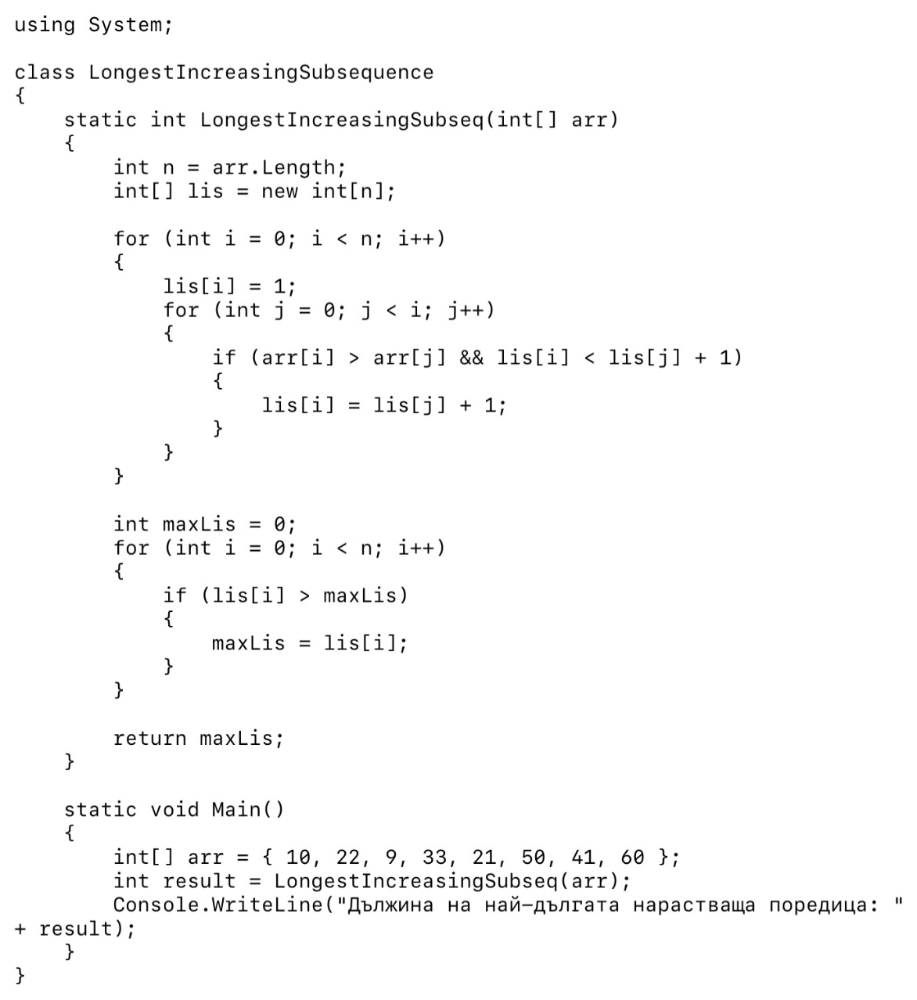 using System;

class LongestIncreasingSubsequence
{
    static int LongestIncreasingSubseq(int[] arr)
    {
        int n = arr.Length;
        int[] lis = new int[n];

        for (int i = 0; i < n; i++)
        {
            lis[i] = 1;
            for (int j = 0; j < i; j++)
            {
                if (arr[i] > arr[j] && lis[i] < lis[j] + 1)
                {
                    lis[i] = lis[j] + 1;
                }
            }
        }

        int maxLis = 0;
        for (int i = 0; i < n; i++)
        {
            if (lis[i] > maxLis)
            {
                maxLis = lis[i];
            }
        }

        return maxLis;
    }

    static void Main()
    {
        int[] arr = { 10, 22, 9, 33, 21, 50, 41, 60 };
        int result = LongestIncreasingSubseq(arr);
        Console.WriteLine("Дължина на най-дългата нарастваща поредица: "
+ result);
    }
}